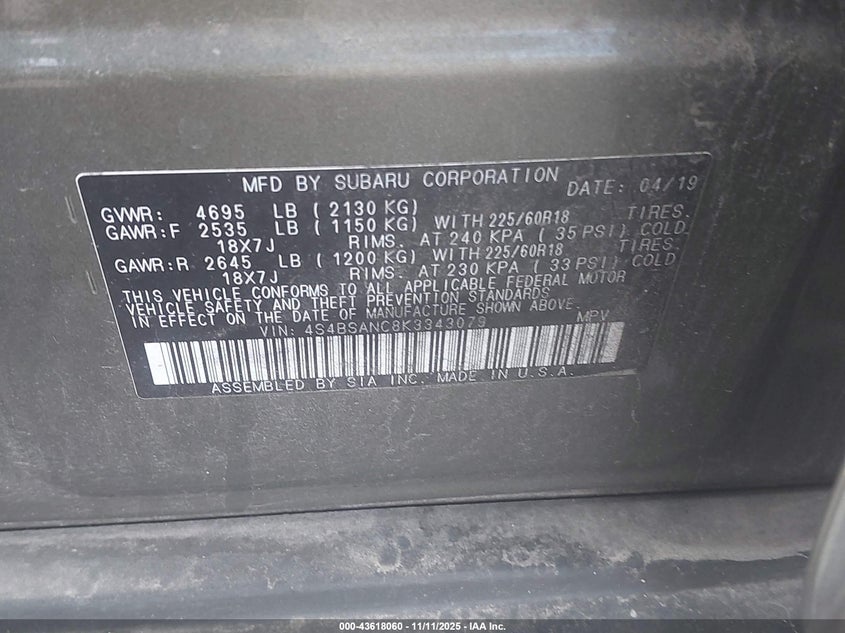 MFD BY SUBARU CORPORATION DATE: 04/19
GVWR: 4695 LB ( 2130 KG)
GAWR:F 2535 LB ( 1150 KG) WITH 225/60R18 TIRES.
18X7J RIMS. AT 240 KPA ( 35 PSI) COLD
GAWR:R 2645 LB ( 1200 KG) WITH 225/60R18 TIRES.
18X7J RIMS. AT 230 KPA ( 33 PSI) COLD
THIS VEHICLE CONFORMS TO ALL APPLICABLE FEDERAL MOTOR
VEHICLE SAFETY AND THEFT PREVENTION STANDARDS
IN EFFECT ON THE DATE OF MANUFACTURE SHOWN ABOVE.
VIN: 4S4BSANC8K3343079 MPV
ASSEMBLED BY SIA INC. MADE IN U.S.A.
000-43618060 - 11/11/2025 - IAA Inc.